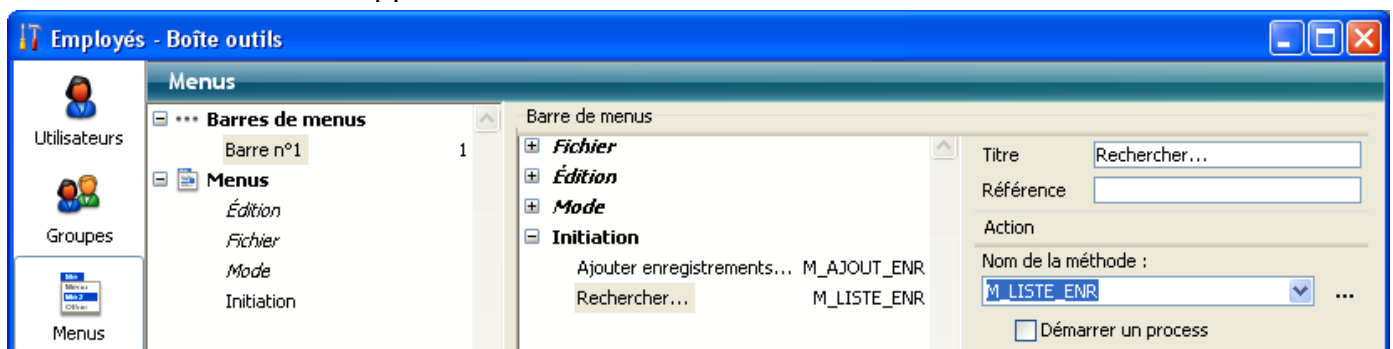 Employés - Boîte outils
Menus
Utilisateurs
Groupes
Menus
Barres de menus
Barre n°1 1
Menus
Édition
Fichier
Mode
Initiation
Barre de menus
Fichier
Édition
Mode
Initiation
Ajouter enregistrements... M_AJOUT_ENR
Rechercher... M_LISTE_ENR
Titre Rechercher...
Référence
Action
Nom de la méthode :
M_LISTE_ENR ...
Démarrer un process